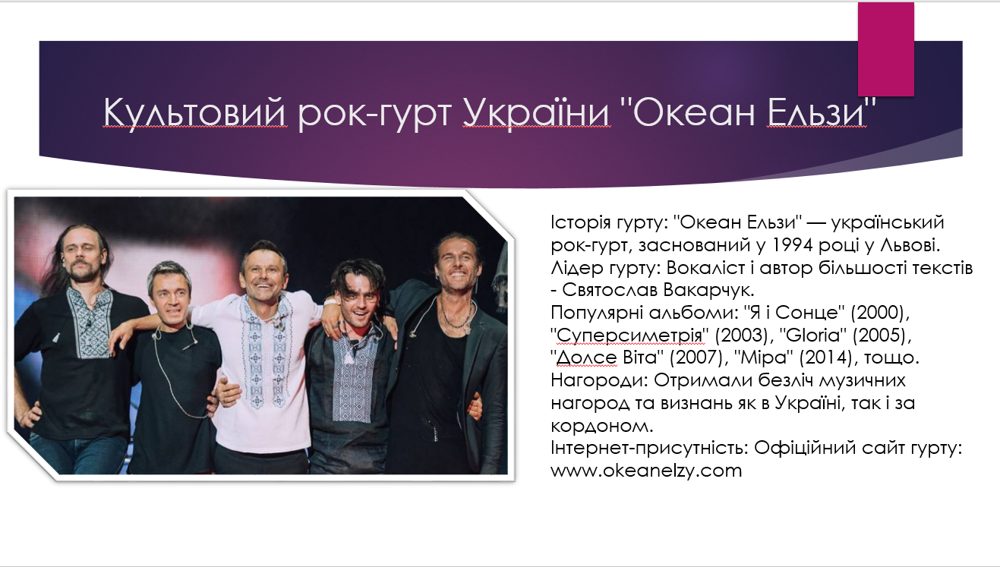 Культовий рок-гурт України "Океан Ельзи"
Історія гурту: "Океан Ельзи" — український
рок-гурт, заснований у 1994 році у Львові.
Лідер гурту: Вокаліст і автор більшості текстів
- Святослав Вакарчук.
Популярні альбоми: "Я і Сонце" (2000),
"Суперсиметрія" (2003), "Gloria" (2005),
"Долсе Віта" (2007), "Міра" (2014), тощо.
Нагороди: Отримали безліч музичних
нагород та визнань як в Україні, так і за
кордоном.
Інтернет-присутність: Офіційний сайт гурту:
www.okeanelzy.com